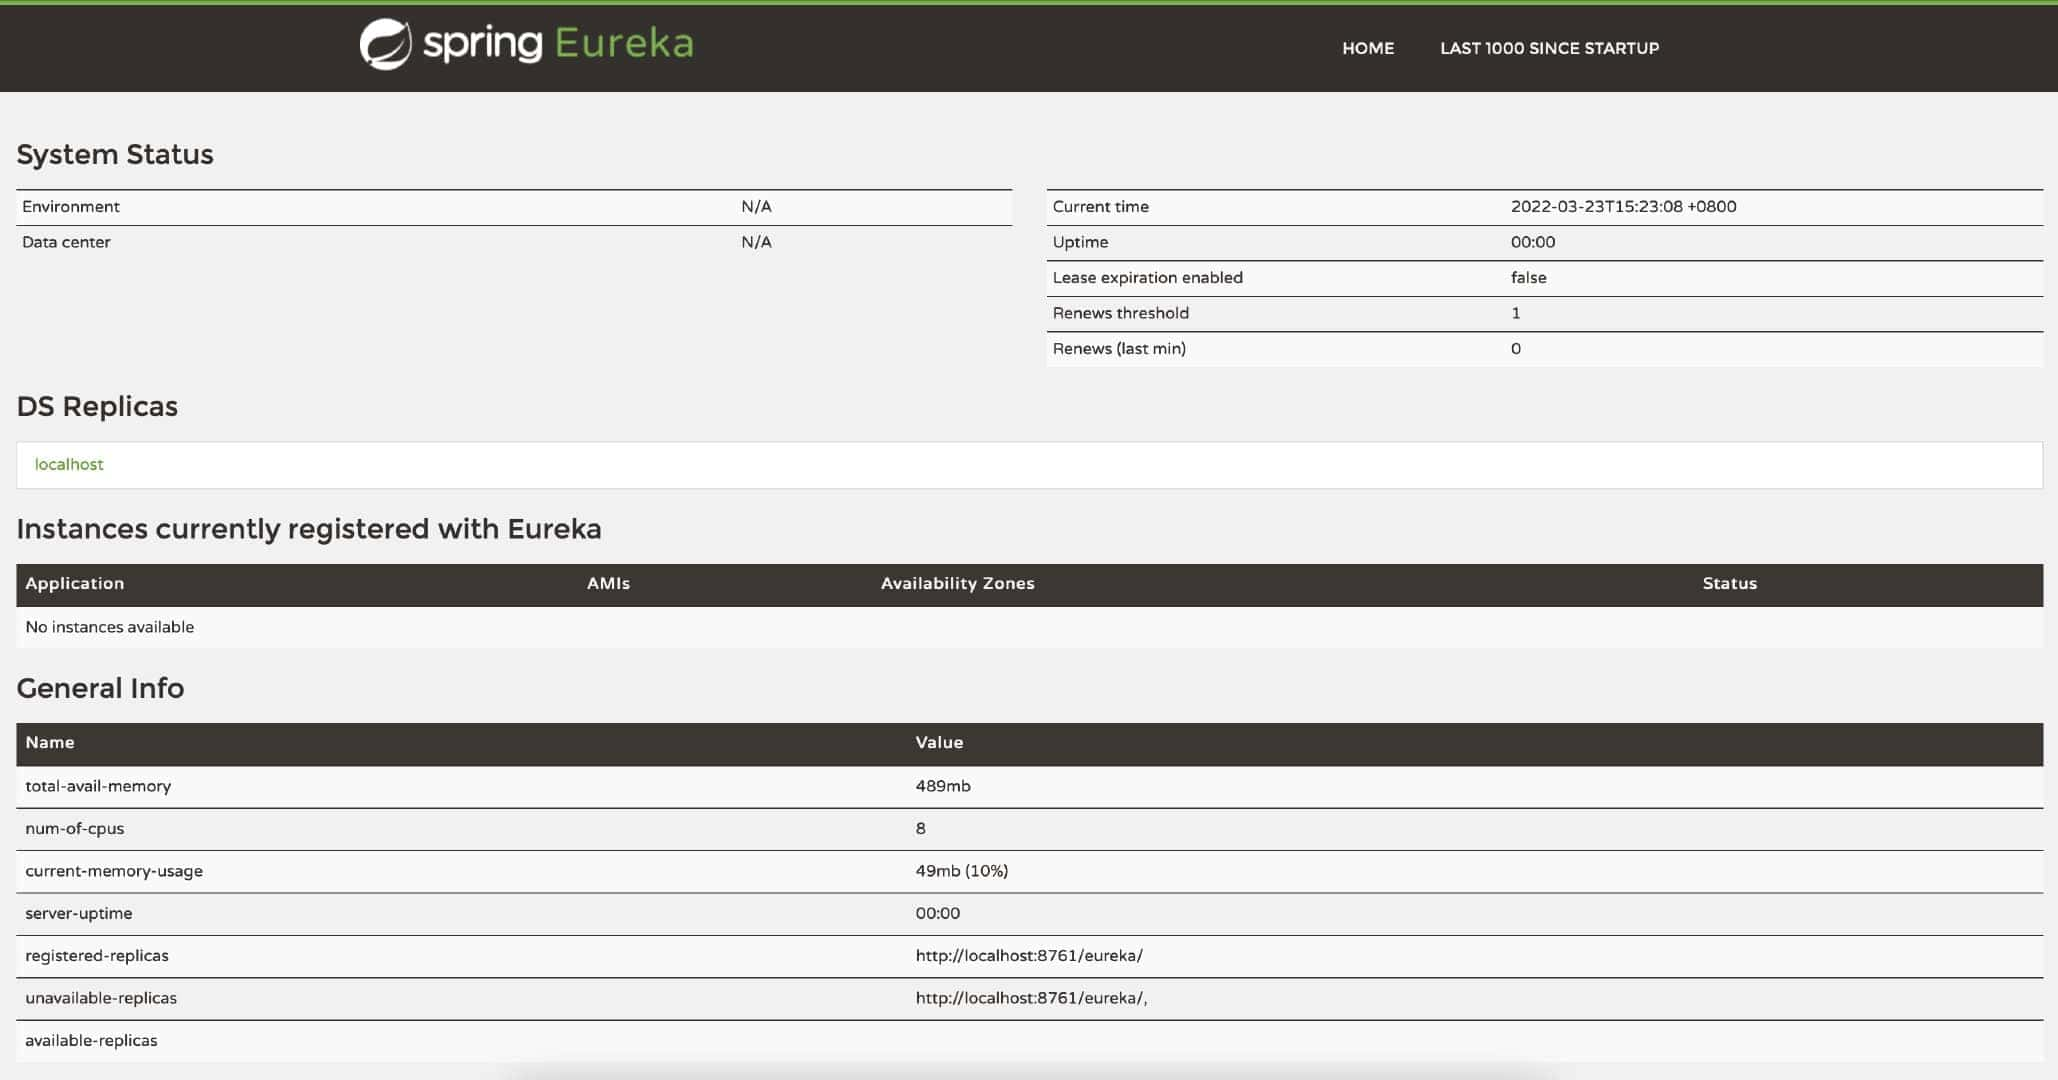 spring Eureka
HOME LAST 1000 SINCE STARTUP
System Status
Environment N/A
Data center N/A
Current time 2022-03-23T15:23:08 +0800
Uptime 00:00
Lease expiration enabled false
Renews threshold 1
Renews (last min) 0
DS Replicas
localhost
Instances currently registered with Eureka
Application AMIs Availability Zones Status
No instances available
General Info
Name Value
total-avail-memory 489mb
num-of-cpus 8
current-memory-usage 49mb (10%)
server-uptime 00:00
registered-replicas http://localhost:8761/eureka/
unavailable-replicas http://localhost:8761/eureka/,
available-replicas